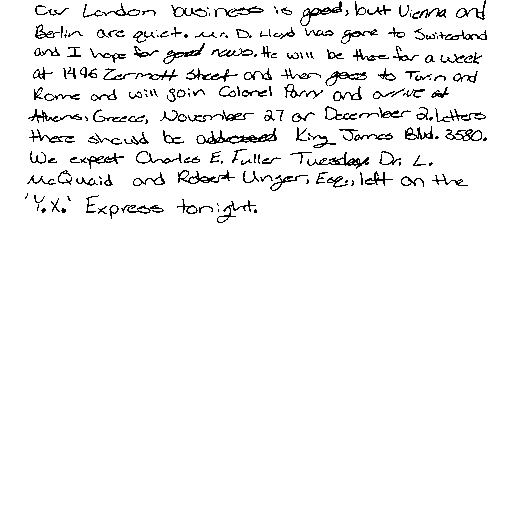 Our London business is good, but Vienna and
Berlin are quiet. Mr. D. Lloyd has gone to Switzerland
and I hope for good news. He will be there for a week
at 1496 Zermott Street and then goes to Turin and
Rome and will join Colonel Parry and arrive at
Athens, Greece, November 27 or December 2. Letters
there should be addressed King James Blvd. 3580.
We expect Charles E. Fuller Tuesday. Dr. L.
McQuaid and Robert Unger, Esq., left on the
'Y.X.' Express tonight.